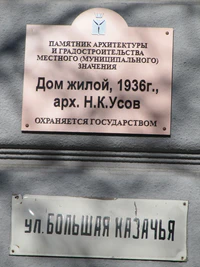 ПАМЯТНИК АРХИТЕКТУРЫ
И ГРАДОСТРОИТЕЛЬСТВА
МЕСТНОГО (МУНИЦИПАЛЬНОГО)
ЗНАЧЕНИЯ
Дом жилой, 1936г.,
арх. Н.К.Усов
ОХРАНЯЕТСЯ ГОСУДАРСТВОМ
ул. БОЛЬШАЯ КАЗАЧЬЯ